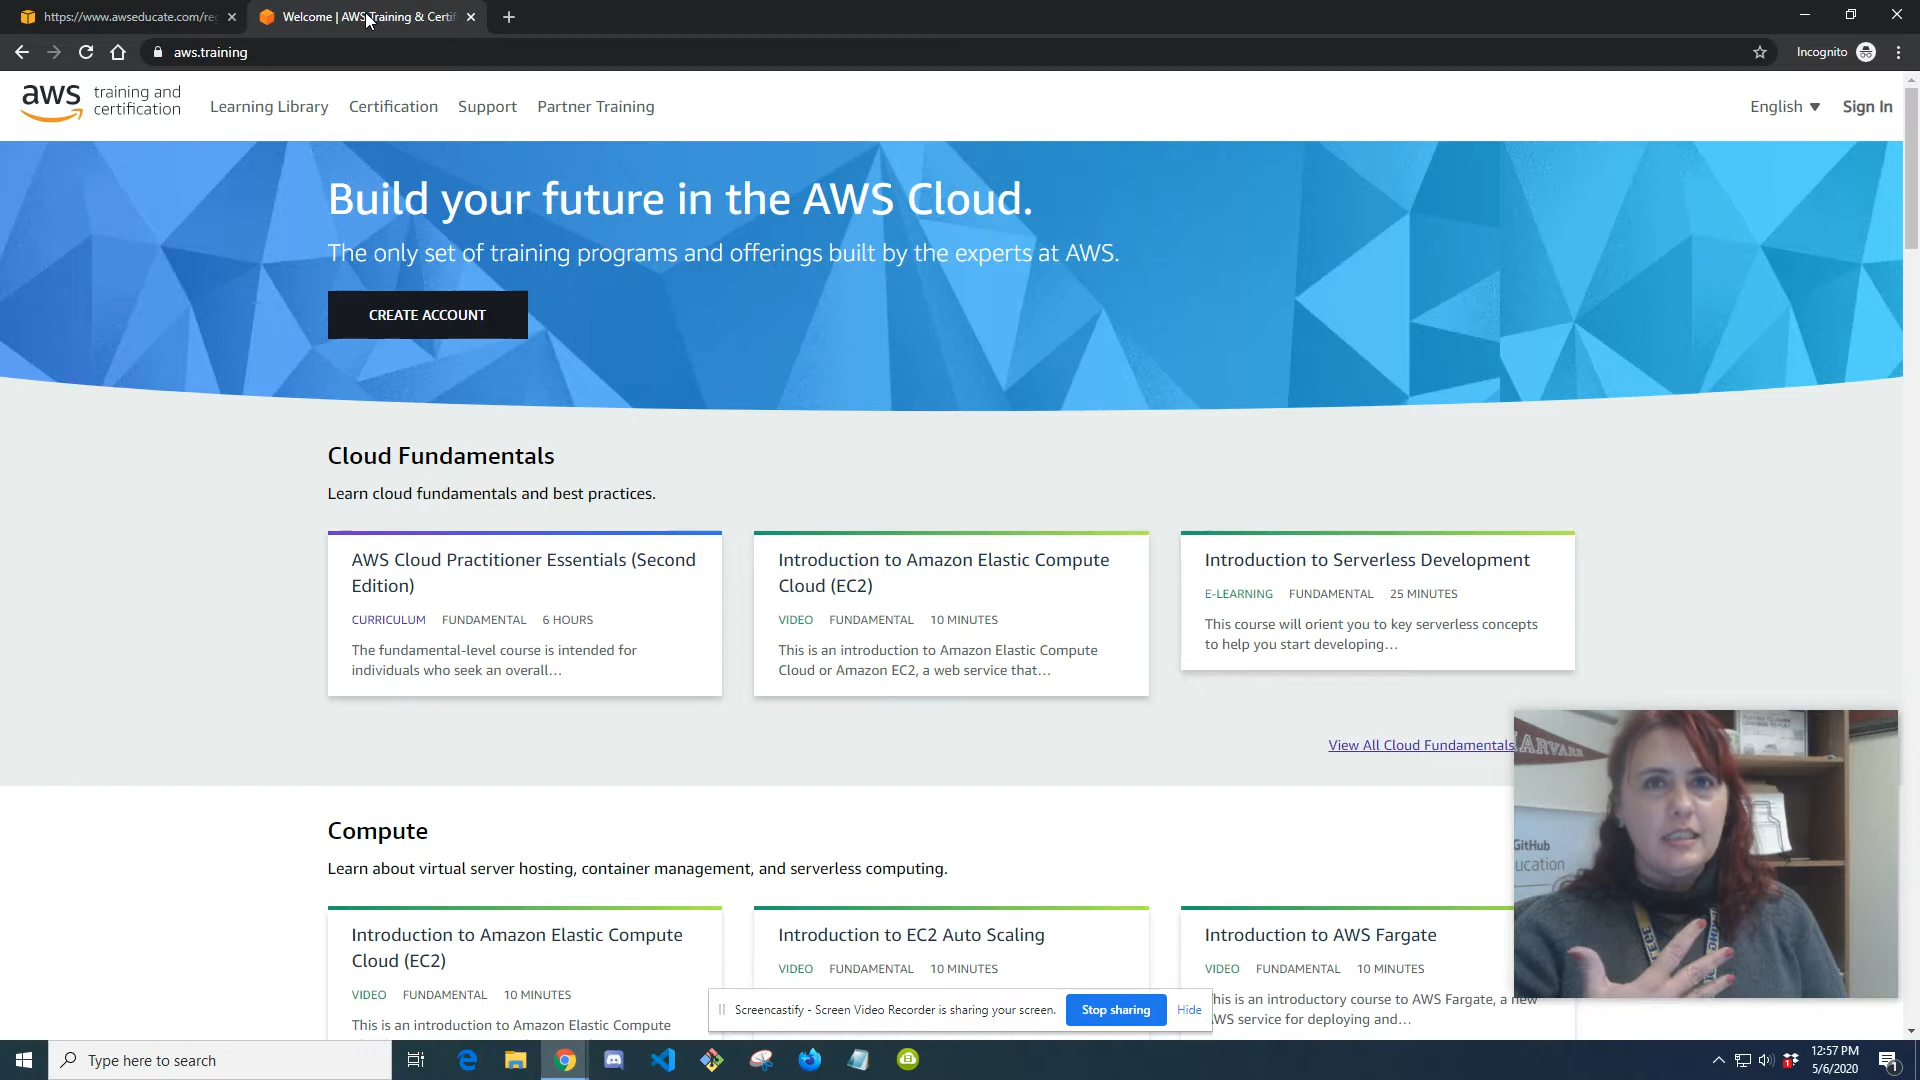 https://www.awseducate.com/re
Welcome | AWS Training & Certif
aws.training
Incognito
aws training and certification
Learning Library
Certification
Support
Partner Training
English
Sign In
Build your future in the AWS Cloud.
The only set of training programs and offerings built by the experts at AWS.
CREATE ACCOUNT
Cloud Fundamentals
Learn cloud fundamentals and best practices.
AWS Cloud Practitioner Essentials (Second
Edition)
CURRICULUM FUNDAMENTAL 6 HOURS
The fundamental-level course is intended for
individuals who seek an overall…
Introduction to Amazon Elastic Compute
Cloud (EC2)
VIDEO FUNDAMENTAL 10 MINUTES
This is an introduction to Amazon Elastic Compute
Cloud or Amazon EC2, a web service that…
Introduction to Serverless Development
E-LEARNING FUNDAMENTAL 25 MINUTES
This course will orient you to key serverless concepts
to help you start developing…
View All Cloud Fundamentals
Compute
Learn about virtual server hosting, container management, and serverless computing.
Introduction to Amazon Elastic Compute
Cloud (EC2)
VIDEO FUNDAMENTAL 10 MINUTES
This is an introduction to Amazon Elastic Compute
Introduction to EC2 Auto Scaling
VIDEO FUNDAMENTAL 10 MINUTES
Introduction to AWS Fargate
VIDEO FUNDAMENTAL 10 MINUTES
his is an introductory course to AWS Fargate, a new
AWS service for deploying and…
ARVARD
GitHub
ucation
Screencastify - Screen Video Recorder is sharing your screen.
Stop sharing
Hide
Type here to search
12:57 PM
5/6/2020